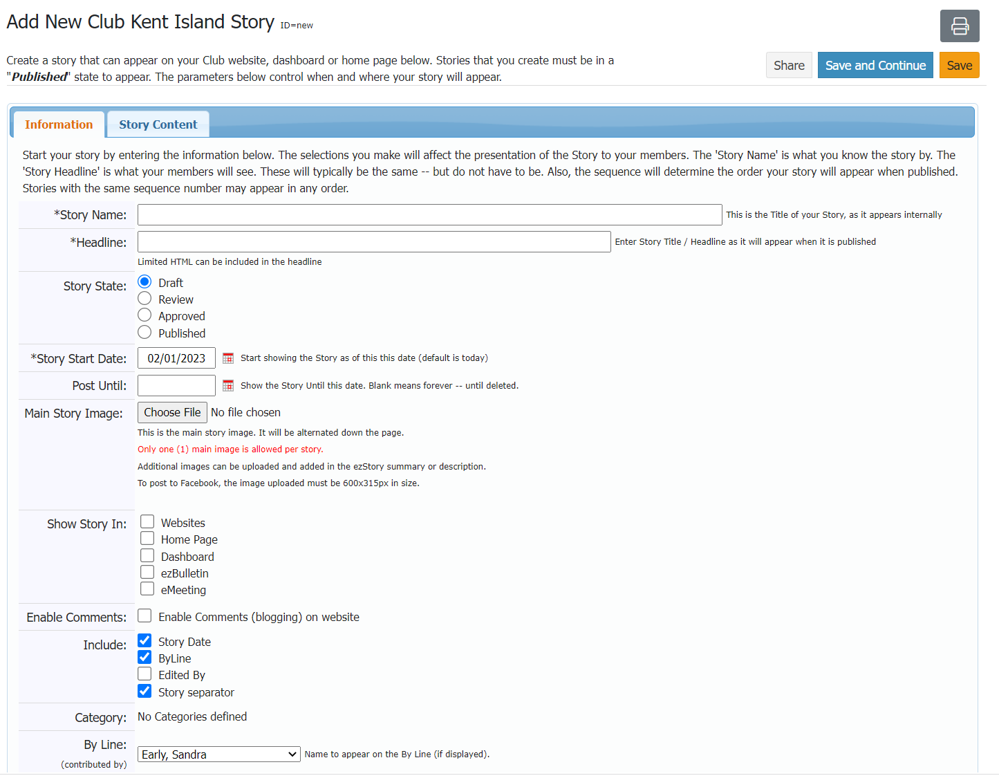 Add New Club Kent Island Story ID=new
Create a story that can appear on your Club website, dashboard or home page below. Stories that you create must be in a
"Published" state to appear. The parameters below control when and where your story will appear.
Share Save and Continue Save
Information Story Content
Start your story by entering the information below. The selections you make will affect the presentation of the Story to your members. The 'Story Name' is what you know the story by. The
'Story Headline' is what your members will see. These will typically be the same -- but do not have to be. Also, the sequence will determine the order your story will appear when published.
Stories with the same sequence number may appear in any order.
*Story Name: This is the Title of your Story, as it appears internally
*Headline: Enter Story Title / Headline as it will appear when it is published
Limited HTML can be included in the headline
Story State: Draft
Review
Approved
Published
*Story Start Date: 02/01/2023 Start showing the Story as of this this date (default is today)
Post Until: Show the Story Until this date. Blank means forever -- until deleted.
Main Story Image: Choose File No file chosen
This is the main story image. It will be alternated down the page.
Only one (1) main image is allowed per story.
Additional images can be uploaded and added in the ezStory summary or description.
To post to Facebook, the image uploaded must be 600x315px in size.
Show Story In: Websites
Home Page
Dashboard
ezBulletin
eMeeting
Enable Comments: Enable Comments (blogging) on website
Include: Story Date
ByLine
Edited By
Story separator
Category: No Categories defined
By Line:
(contributed by) Early, Sandra Name to appear on the By Line (if displayed).